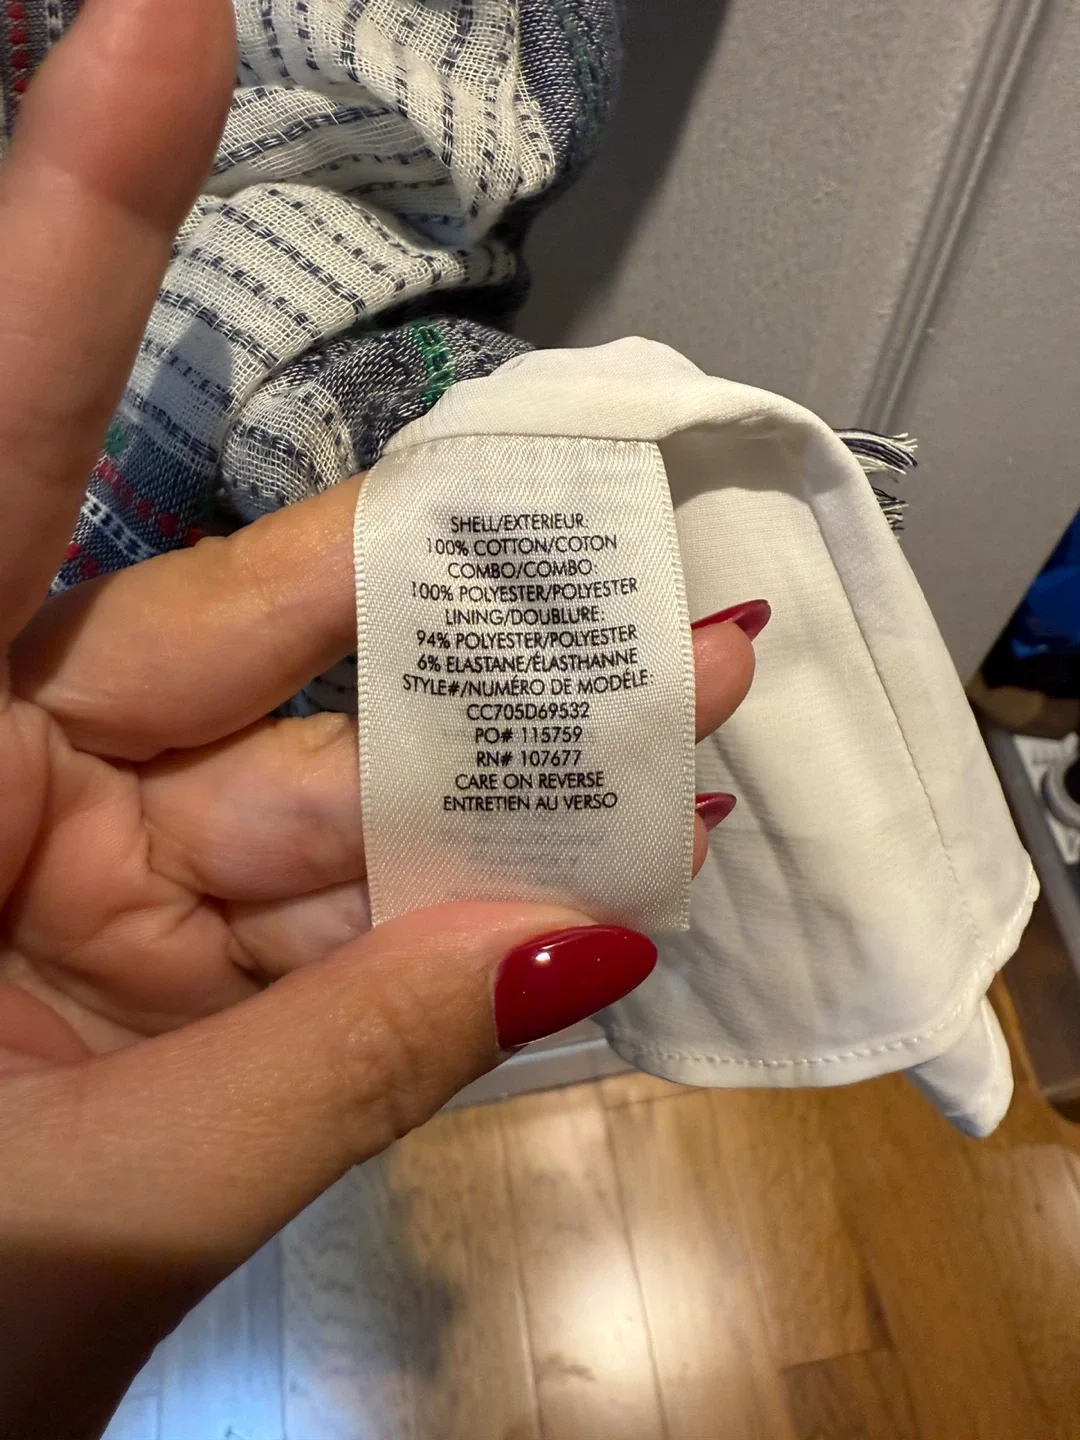 SHELL/EXTERIEUR:
100% COTTON/COTON
COMBO/COMBO
100% POLYESTER/POLYESTER
LINING/DOUBLURE:
94% POLYESTER/POLYESTER
6% ELASTANE/ÉLASTHANNE
STYLE#/NUMÉRO DE MODÈLE:
CC705D69532
PO# 115759
RN# 107677
CARE ON REVERSE
ENTRETIEN AU VERSO